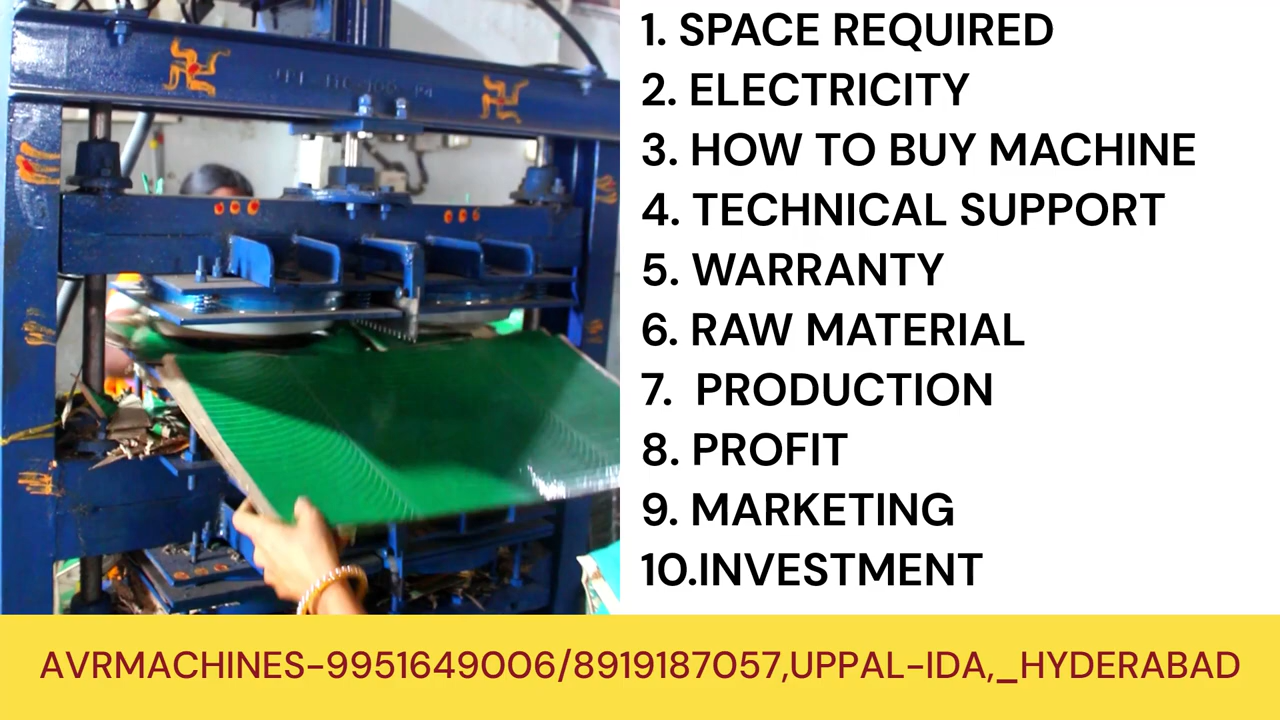 1. SPACE REQUIRED
2. ELECTRICITY
3. HOW TO BUY MACHINE
4. TECHNICAL SUPPORT
5. WARRANTY
6. RAW MATERIAL
7. PRODUCTION
8. PROFIT
9. MARKETING
10.INVESTMENT
AVRMACHINES-9951649006/8919187057,UPPAL-IDA,_HYDERABAD